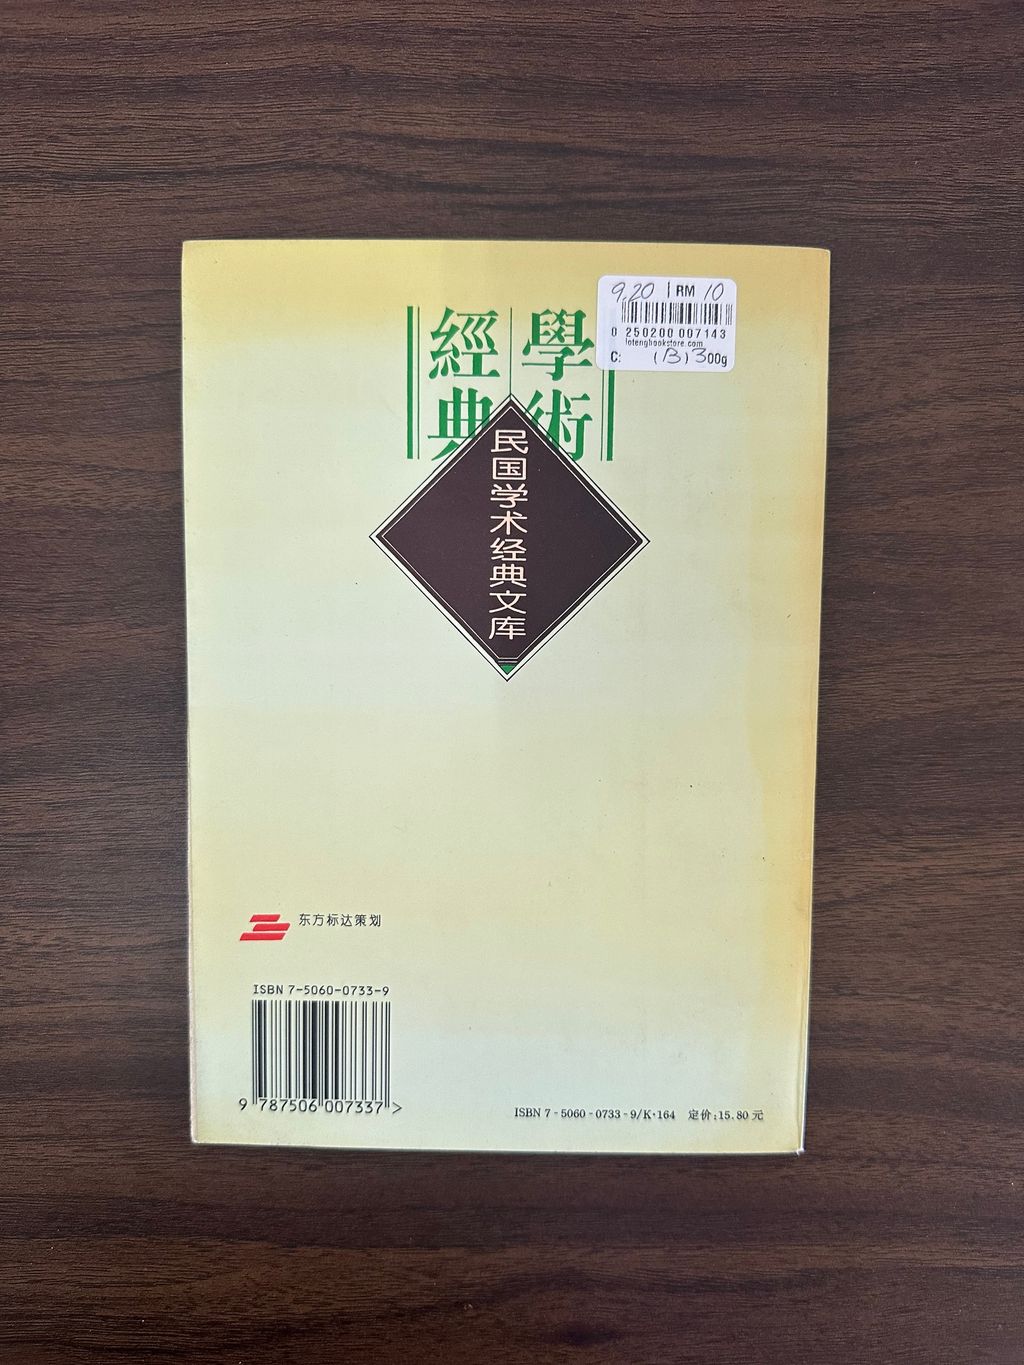 9.20 | RM 10
0 250200 007143
lotengbookstore.com
C: (B) 300g
學術
經典
民国学术经典文库
东方标达策划
ISBN 7-5060-0733-9
9 787506 007337 >
ISBN 7-5060-0733-9/K·164 定价:15.80元